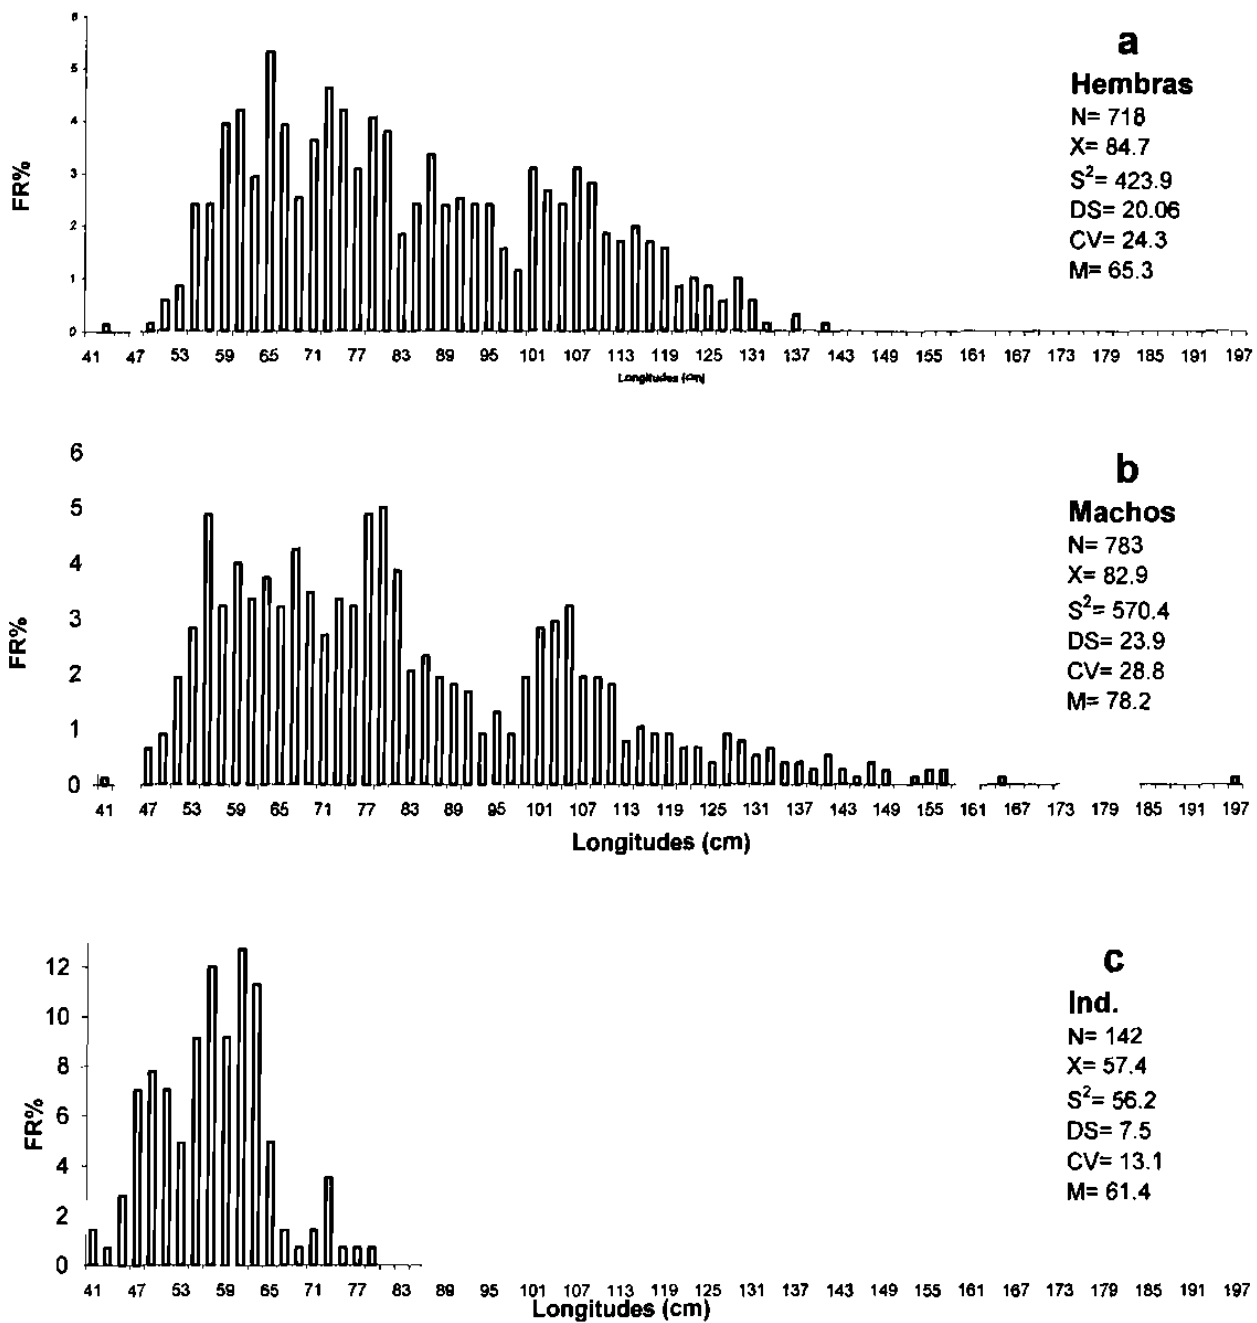 a
Hembras
N= 718
X= 84.7
S²= 423.9
DS= 20.06
CV= 24.3
M= 65.3
FR%
6
5
4
3
2
1
0
41 47 53 59 65 71 77 83 89 95 101 107 113 119 125 131 137 143 149 155 161 167 173 179 185 191 197
Longitudes (cm)
b
Machos
N= 783
X= 82.9
S²= 570.4
DS= 23.9
CV= 28.8
M= 78.2
FR%
6
5
4
3
2
1
0
41 47 53 59 65 71 77 83 89 95 101 107 113 119 125 131 137 143 149 155 161 167 173 179 185 191 197
Longitudes (cm)
c
Ind.
N= 142
X= 57.4
S²= 56.2
DS= 7.5
CV= 13.1
M= 61.4
FR%
12
10
8
6
4
2
0
41 47 53 59 65 71 77 83 89 95 101 107 113 119 125 131 137 143 149 155 161 167 173 179 185 191 197
Longitudes (cm)